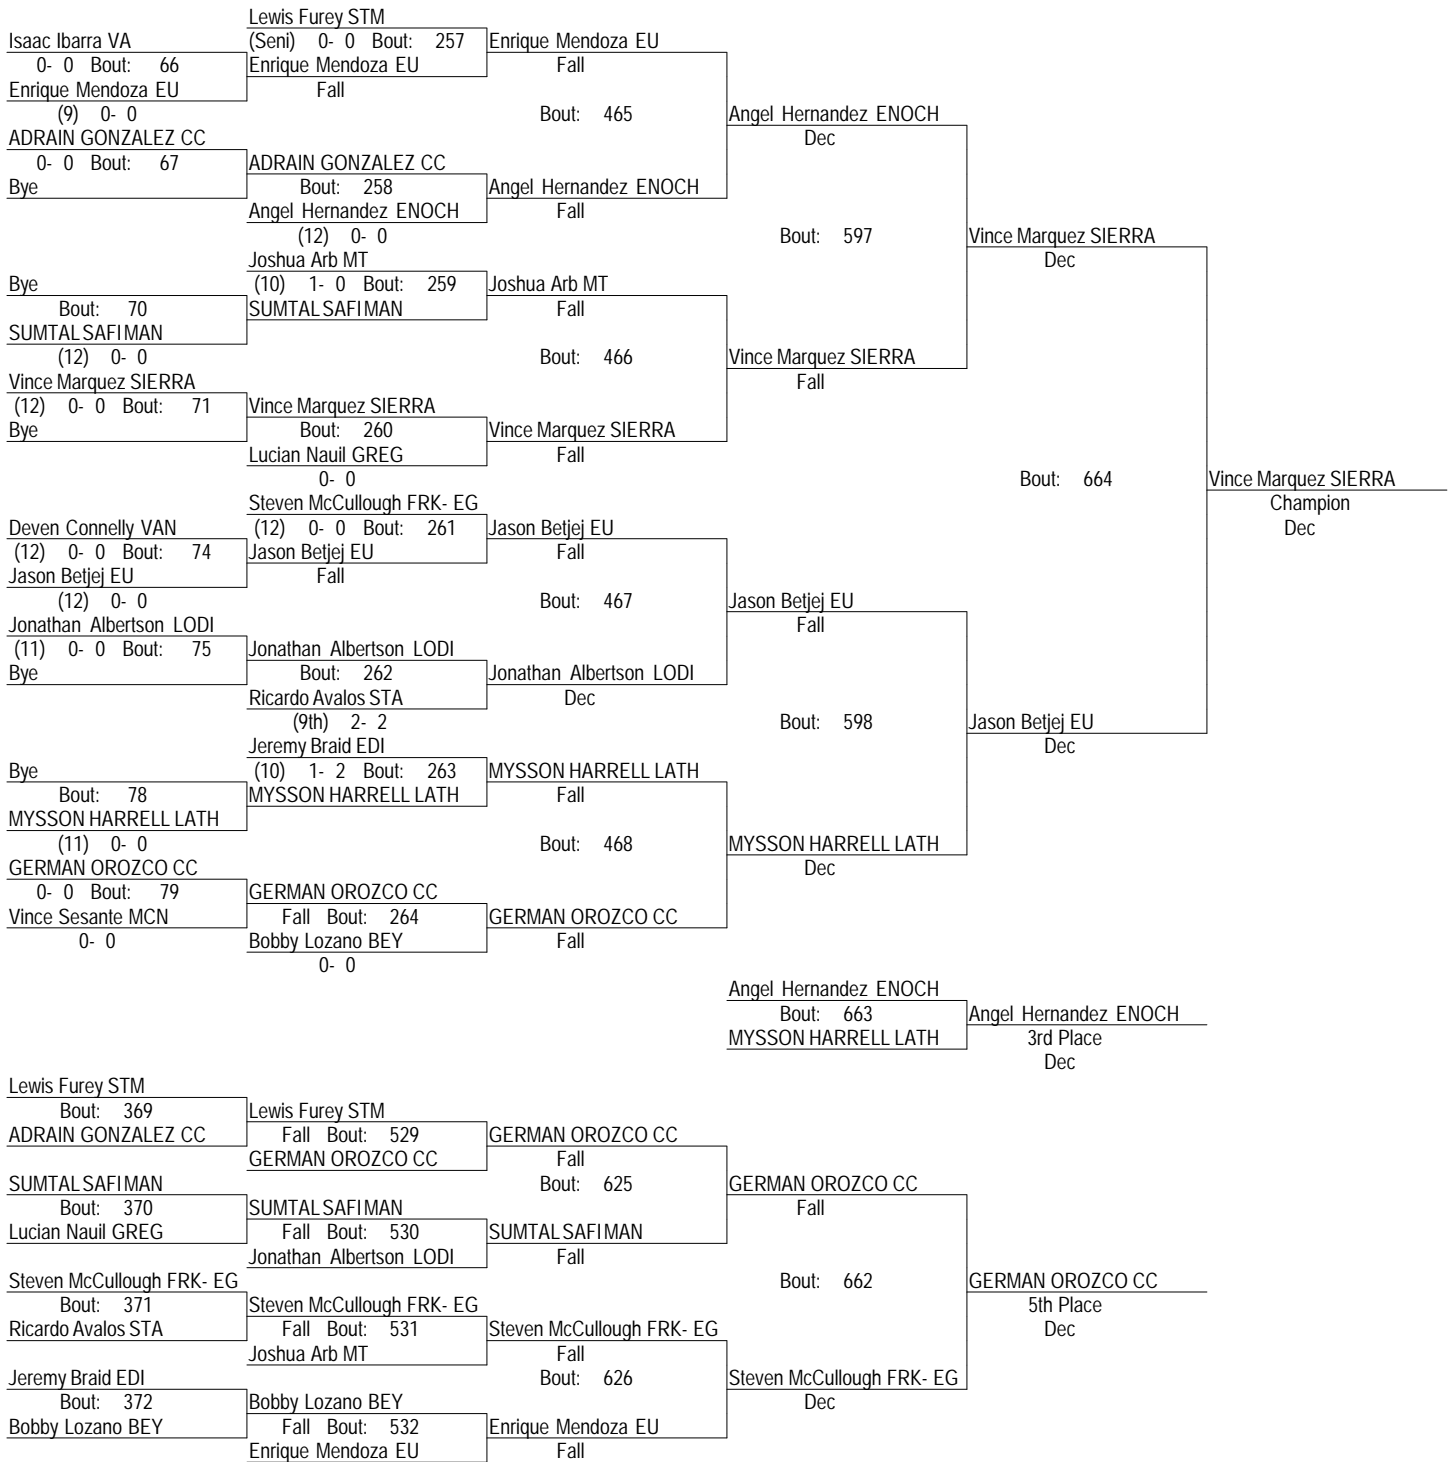 Lewis Furey STM
Isaac Ibarra VA (Seni) 0- 0 Bout: 257 Enrique Mendoza EU
0- 0 Bout: 66 Enrique Mendoza EU Fall
Enrique Mendoza EU Fall
(9) 0- 0 Bout: 465 Angel Hernandez ENOCH
ADRAIN GONZALEZ CC Dec
0- 0 Bout: 67 ADRAIN GONZALEZ CC
Bye Bout: 258 Angel Hernandez ENOCH
Angel Hernandez ENOCH Fall
(12) 0- 0 Bout: 597 Vince Marquez SIERRA
Joshua Arb MT Dec
Bye (10) 1- 0 Bout: 259 Joshua Arb MT
Bout: 70 SUMTAL SAFI MAN Fall
SUMTAL SAFI MAN
(12) 0- 0 Bout: 466 Vince Marquez SIERRA
Vince Marquez SIERRA Fall
(12) 0- 0 Bout: 71 Vince Marquez SIERRA
Bye Bout: 260 Vince Marquez SIERRA
Lucian Nauil GREG Fall
0- 0 Bout: 664 Vince Marquez SIERRA
Steven McCullough FRK- EG Champion
Deven Connelly VAN (12) 0- 0 Bout: 261 Jason Betjej EU Dec
(12) 0- 0 Bout: 74 Jason Betjej EU Fall
Jason Betjej EU Fall
(12) 0- 0 Bout: 467 Jason Betjej EU
Jonathan Albertson LODI Fall
(11) 0- 0 Bout: 75 Jonathan Albertson LODI
Bye Bout: 262 Jonathan Albertson LODI
Ricardo Avalos STA Dec
(9th) 2- 2 Bout: 598 Jason Betjej EU
Jeremy Braid EDI Dec
Bye (10) 1- 2 Bout: 263 MYSSON HARRELL LATH
Bout: 78 MYSSON HARRELL LATH Fall
MYSSON HARRELL LATH
(11) 0- 0 Bout: 468 MYSSON HARRELL LATH
GERMAN OROZCO CC Dec
0- 0 Bout: 79 GERMAN OROZCO CC
Vince Sesante MCN Fall Bout: 264 GERMAN OROZCO CC
0- 0 Bobby Lozano BEY Fall
0- 0
Angel Hernandez ENOCH
Bout: 663 Angel Hernandez ENOCH
MYSSON HARRELL LATH 3rd Place
Dec
Lewis Furey STM
Bout: 369 Lewis Furey STM
ADRAIN GONZALEZ CC Fall Bout: 529 GERMAN OROZCO CC
GERMAN OROZCO CC Fall
SUMTAL SAFI MAN Bout: 625 GERMAN OROZCO CC
Bout: 370 SUMTAL SAFI MAN Fall
Lucian Nauil GREG Fall Bout: 530 SUMTAL SAFI MAN
Jonathan Albertson LODI Fall
Steven McCullough FRK- EG Bout: 662 GERMAN OROZCO CC
Bout: 371 Steven McCullough FRK- EG 5th Place
Ricardo Avalos STA Fall Bout: 531 Steven McCullough FRK- EG Dec
Joshua Arb MT Fall
Jeremy Braid EDI Bout: 626 Steven McCullough FRK- EG
Bout: 372 Bobby Lozano BEY Dec
Bobby Lozano BEY Fall Bout: 532 Enrique Mendoza EU
Enrique Mendoza EU Fall